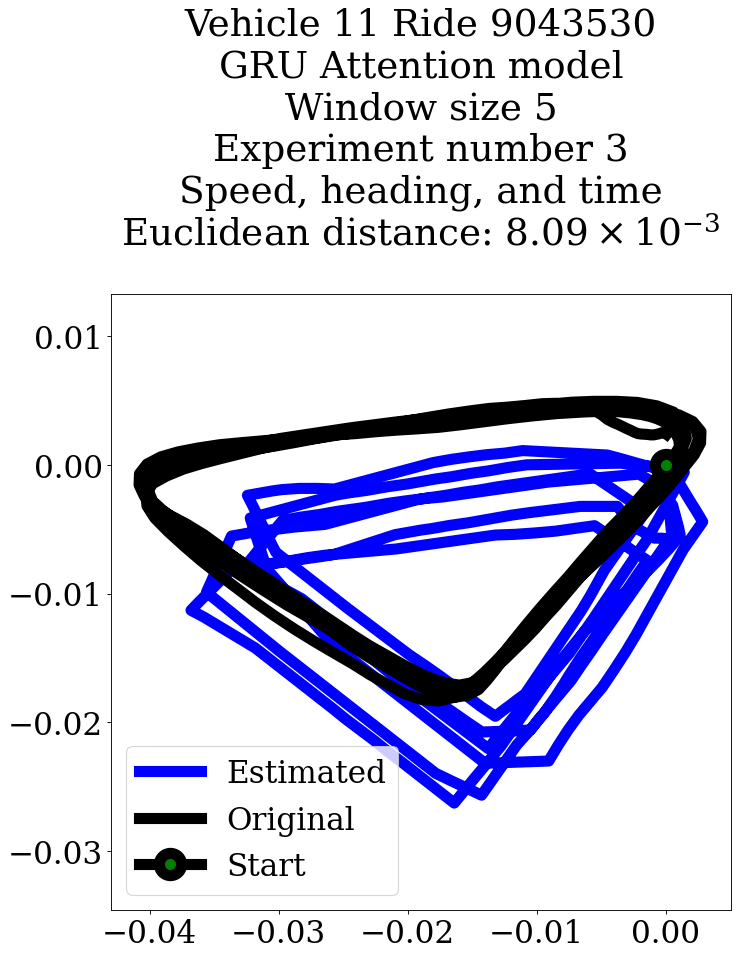 Vehicle 11 Ride 9043530
GRU Attention model
Window size 5
Experiment number 3
Speed, heading, and time
Euclidean distance: 8.09 × 10⁻³
0.01
0.00
−0.01
−0.02
−0.03
Estimated
Original
Start
−0.04 −0.03 −0.02 −0.01 0.00